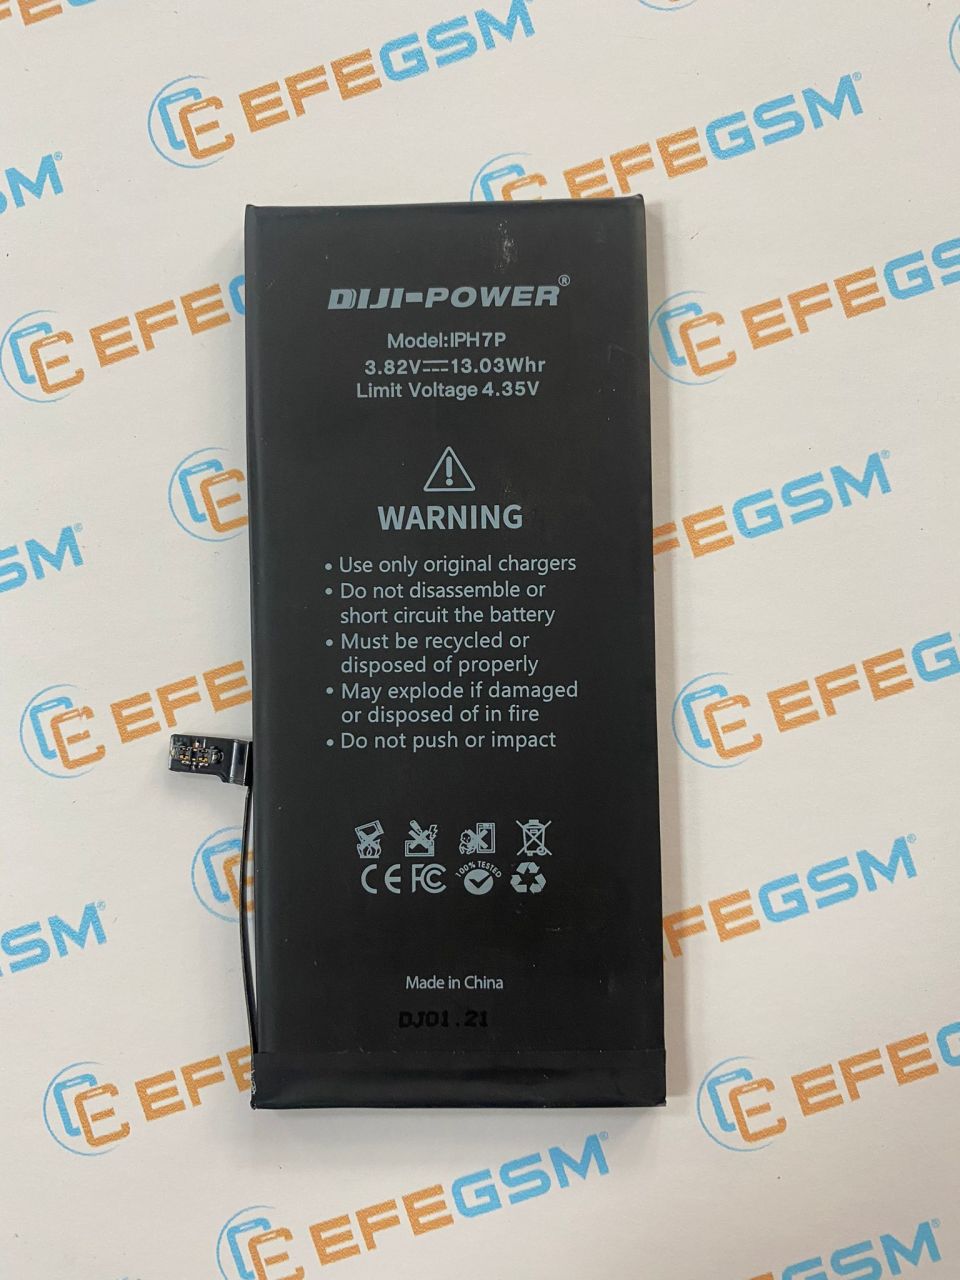 EFEGSM
EFEGSM
DIJI-POWER®
Model:IPH7P
3.82V⎓13.03Whr
Limit Voltage 4.35V
WARNING
• Use only original chargers
• Do not disassemble or
short circuit the battery
• Must be recycled or
disposed of properly
• May explode if damaged
or disposed of in fire
• Do not push or impact
CE FC 100% TESTED
Made in China
DJ01.21
EFEGSM